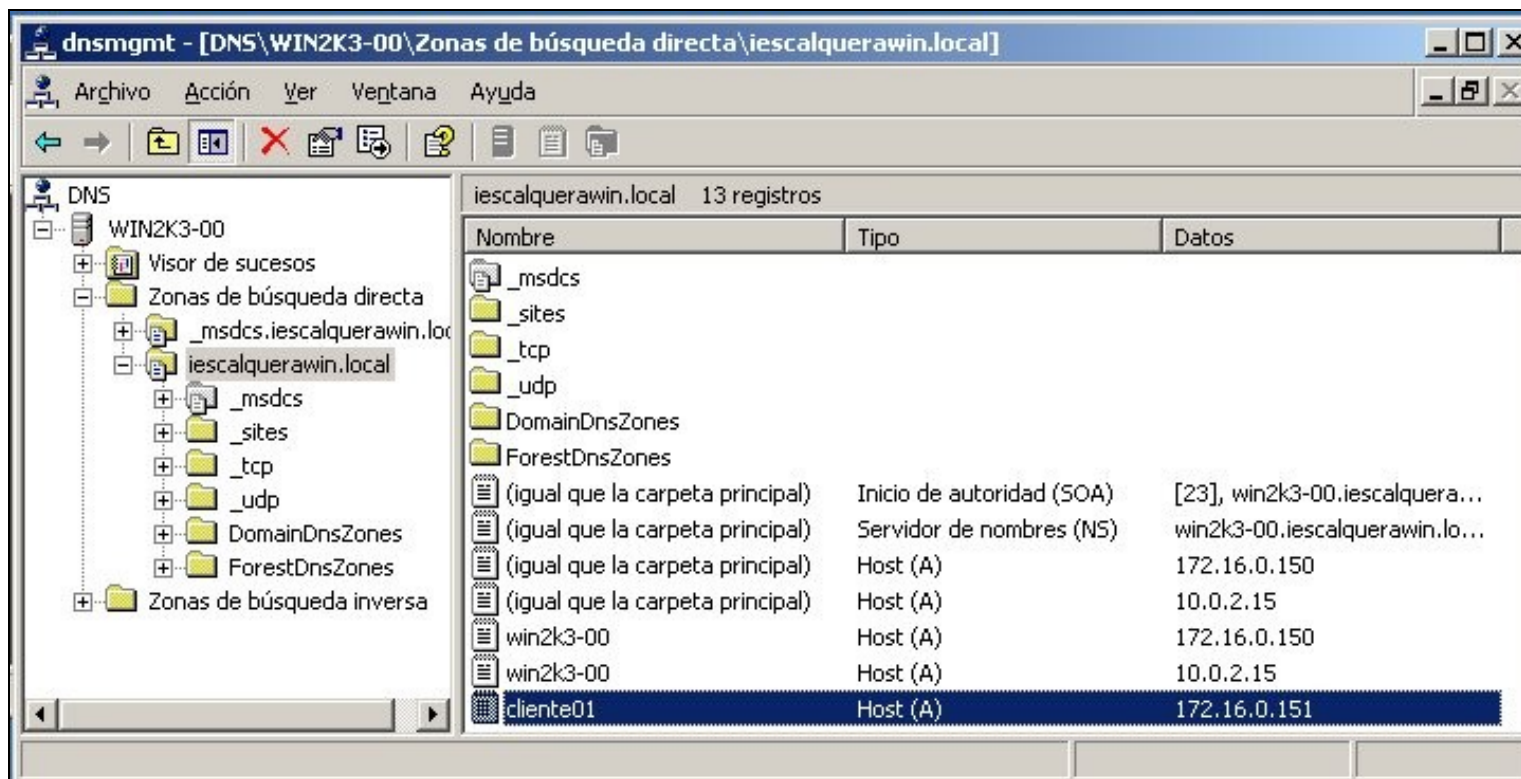 dnsmgmt - [DNS\WIN2K3-00\Zonas de búsqueda directa\iescalquerawin.local]
Archivo Acción Ver Ventana Ayuda
DNS
WIN2K3-00
Visor de sucesos
Zonas de búsqueda directa
_msdcs.iescalquerawin.loc
iescalquerawin.local
_msdcs
_sites
_tcp
_udp
DomainDnsZones
ForestDnsZones
Zonas de búsqueda inversa
iescalquerawin.local 13 registros
Nombre Tipo Datos
_msdcs
_sites
_tcp
_udp
DomainDnsZones
ForestDnsZones
(igual que la carpeta principal) Inicio de autoridad (SOA) [23], win2k3-00.iescalquera...
(igual que la carpeta principal) Servidor de nombres (NS) win2k3-00.iescalquerawin.lo...
(igual que la carpeta principal) Host (A) 172.16.0.150
(igual que la carpeta principal) Host (A) 10.0.2.15
win2k3-00 Host (A) 172.16.0.150
win2k3-00 Host (A) 10.0.2.15
cliente01 Host (A) 172.16.0.151